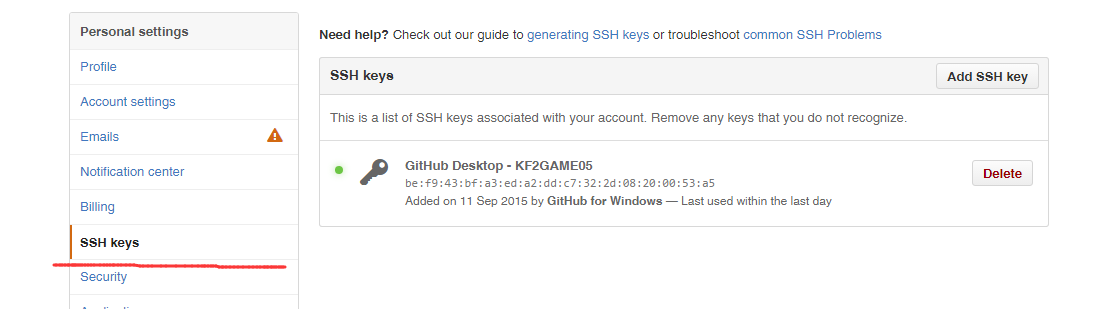 Personal settings
Profile
Account settings
Emails
Notification center
Billing
SSH keys
Security
Need help? Check out our guide to generating SSH keys or troubleshoot common SSH Problems
SSH keys
Add SSH key
This is a list of SSH keys associated with your account. Remove any keys that you do not recognize.
GitHub Desktop - KF2GAME05
be:f9:43:bf:a3:ed:a2:dd:c7:32:2d:08:20:00:53:a5
Added on 11 Sep 2015 by GitHub for Windows — Last used within the last day
Delete